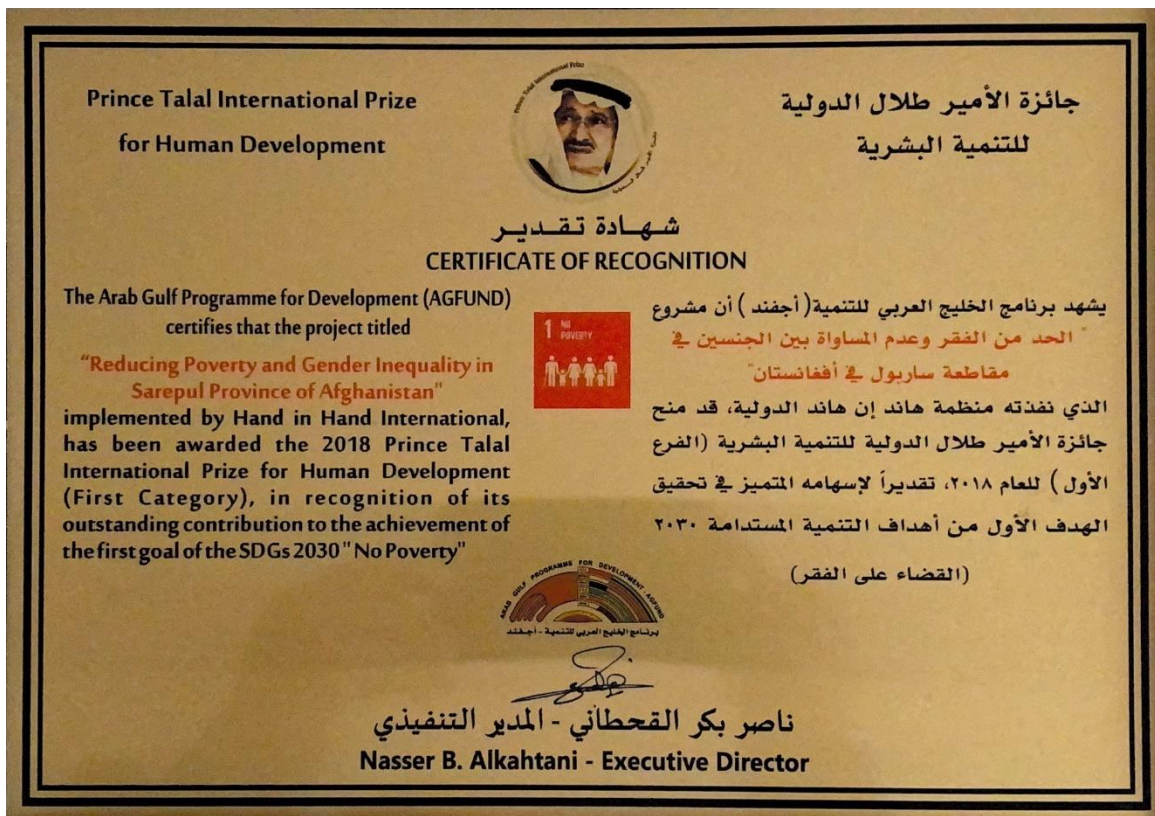 Prince Talal International Prize
for Human Development
Prince Talal International Prize
جائزة الأمير طلال الدولية
للتنمية البشرية
شهادة تقدير
CERTIFICATE OF RECOGNITION
The Arab Gulf Programme for Development (AGFUND)
certifies that the project titled
"Reducing Poverty and Gender Inequality in
Sarepul Province of Afghanistan"
implemented by Hand in Hand International,
has been awarded the 2018 Prince Talal
International Prize for Human Development
(First Category), in recognition of its
outstanding contribution to the achievement of
the first goal of the SDGs 2030 "No Poverty"
1 NO
POVERTY
يشهد برنامج الخليج العربي للتنمية (أجفند) أن مشروع
"الحد من الفقر وعدم المساواة بين الجنسين في
مقاطعة ساربول في أفغانستان"
الذي نفذته منظمة هاند إن هاند الدولية، قد منح
جائزة الأمير طلال الدولية للتنمية البشرية (الفرع
الأول) للعام ٢٠١٨، تقديراً لإسهامه المتميز في تحقيق
الهدف الأول من أهداف التنمية المستدامة ٢٠٣٠
(القضاء على الفقر)
ARAB GULF PROGRAMME FOR DEVELOPMENT - AGFUND
برنامج الخليج العربي للتنمية - أجفند
ناصر بكر القحطاني - المدير التنفيذي
Nasser B. Alkahtani - Executive Director